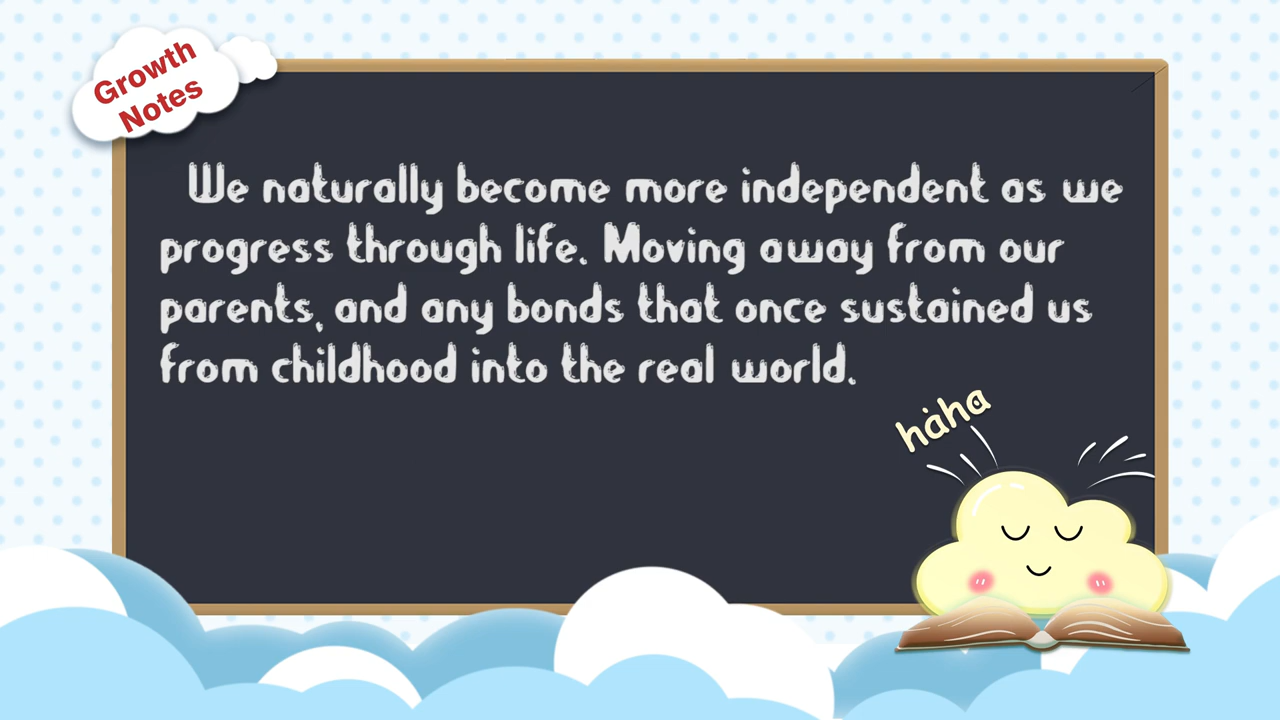 Growth
Notes
We naturally become more independent as we
progress through life. Moving away from our
parents, and any bonds that once sustained us
from childhood into the real world.
haha